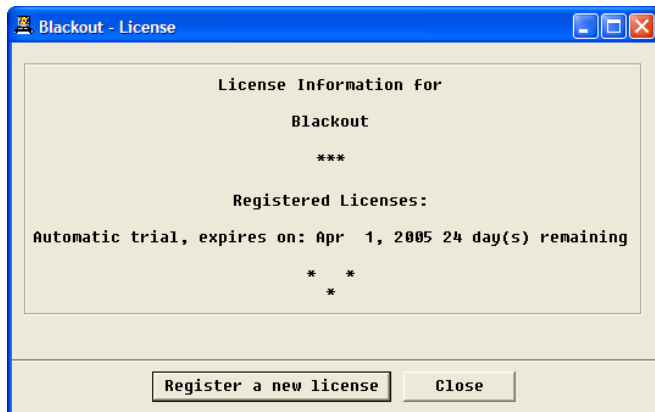 Blackout - License
License Information for
Blackout
***
Registered Licenses:
Automatic trial, expires on: Apr  1, 2005 24 day(s) remaining
*   *
*
Register a new license
Close